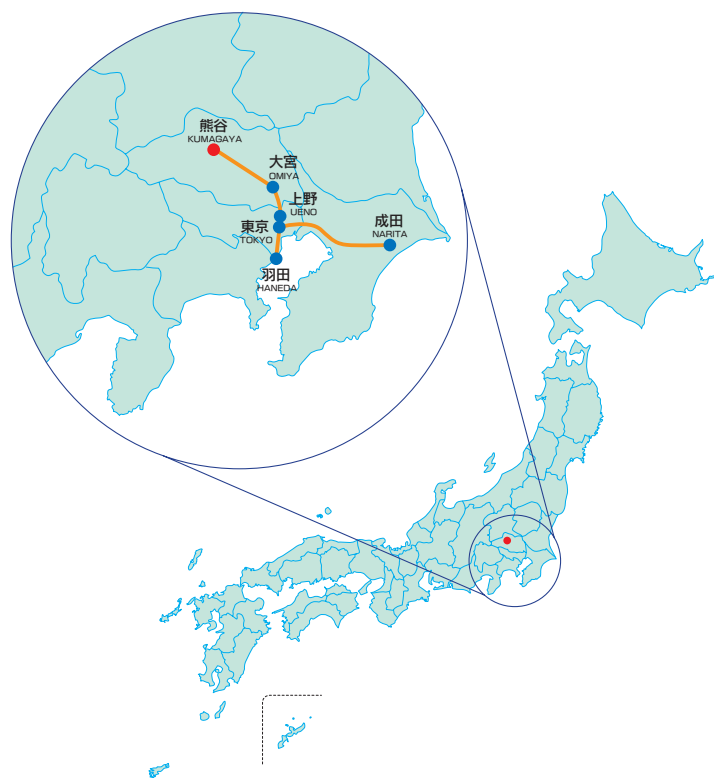 熊谷
KUMAGAYA
大宮
OMIYA
上野
UENO
東京
TOKYO
成田
NARITA
羽田
HANEDA